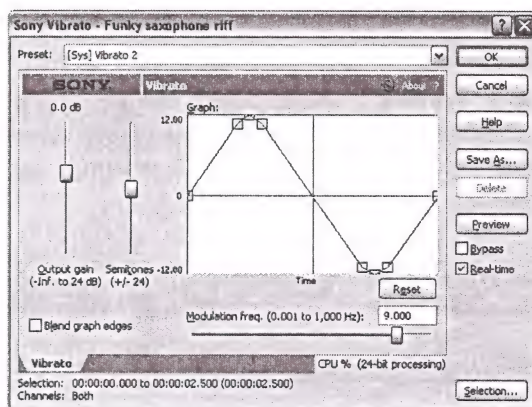 Sony Vibrato - Funky saxophone riff
Preset: [Sys] Vibrato 2
OK
SONY Vibrato About ?
Cancel
0.0 dB
Graph:
12.00
Help
Save As...
0
Delete
Preview
Bypass
Output gain Semitones -12.00
(-Inf. to 24 dB) (+/- 24)
Time
Real-time
Reset
Modulation freq. (0.001 to 1,000 Hz): 9.000
Blend graph edges
Vibrato
CPU % (24-bit processing)
Selection: 00:00:00.000 to 00:00:02.500 (00:00:02.500)
Channels: Both
Selection...